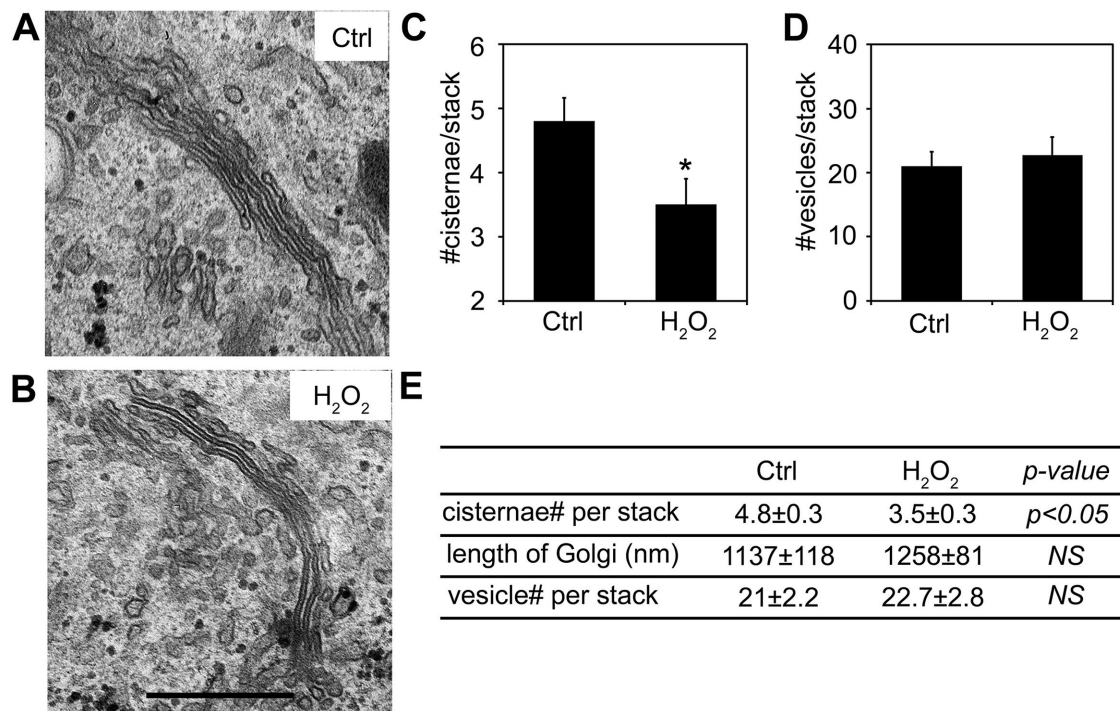 A
Ctrl
B
H₂O₂
C
#cisternae/stack
6
5
4
3
2
*
Ctrl
H₂O₂
D
#vesicles/stack
40
30
20
10
0
Ctrl
H₂O₂
E
Ctrl H₂O₂ p-value
cisternae# per stack 4.8±0.3 3.5±0.3 p<0.05
length of Golgi (nm) 1137±118 1258±81 NS
vesicle# per stack 21±2.2 22.7±2.8 NS